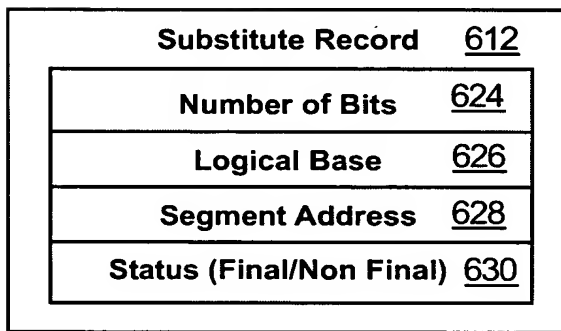 Substitute Record 612
Number of Bits 624
Logical Base 626
Segment Address 628
Status (Final/Non Final) 630